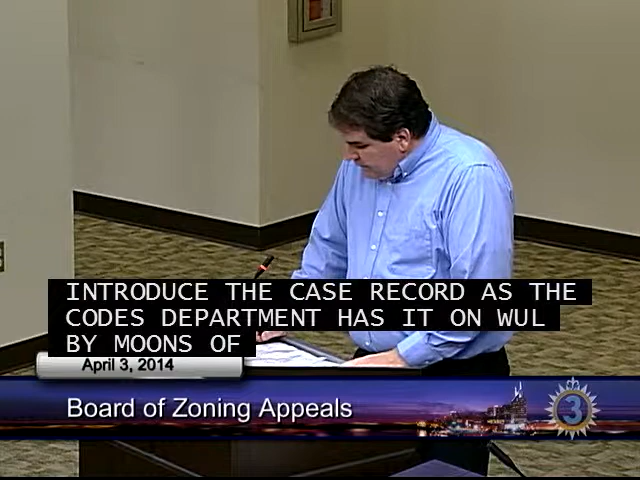 INTRODUCE THE CASE RECORD AS THE
CODES DEPARTMENT HAS IT ON WUL
BY MOONS OF
April 3, 2014
Board of Zoning Appeals
3